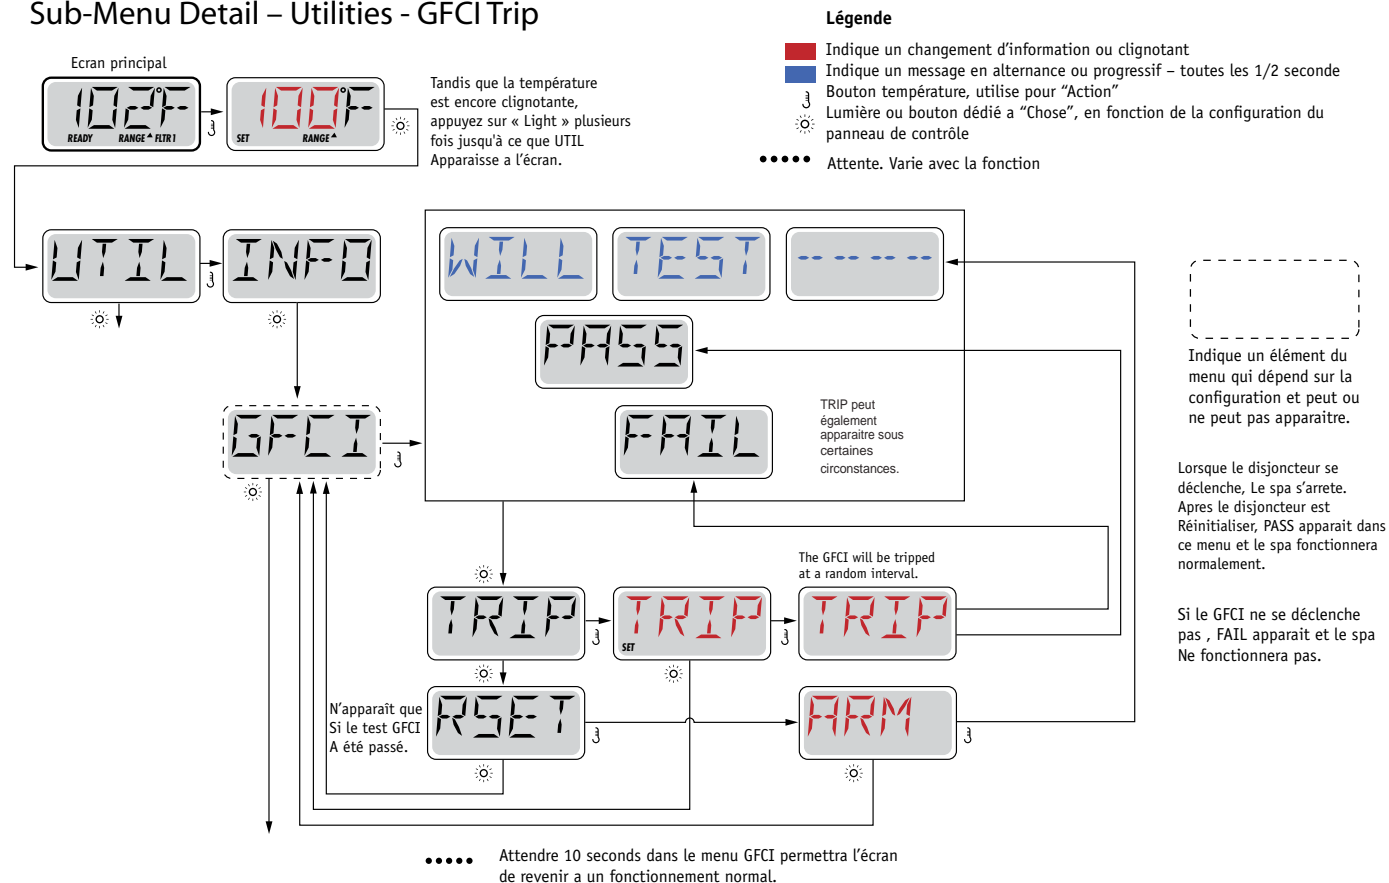 Sub-Menu Detail – Utilities - GFCI Trip
Légende
Indique un changement d'information ou clignotant
Indique un message en alternance ou progressif – toutes les 1/2 seconde
Bouton température, utilise pour "Action"
Lumière ou bouton dédié a "Chose", en fonction de la configuration du
panneau de contrôle
Attente. Varie avec la fonction
Ecran principal
102°F
READY RANGE FLTR1
100°F
SET RANGE
Tandis que la température
est encore clignotante,
appuyez sur « Light » plusieurs
fois jusqu'à ce que UTIL
Apparaisse a l'écran.
UTIL
INFO
WILL
TEST
-- -- -- --
PASS
GFCI
FAIL
TRIP peut
également
apparaitre sous
certaines
circonstances.
Indique un élément du
menu qui dépend sur la
configuration et peut ou
ne peut pas apparaitre.
Lorsque le disjoncteur se
déclenche, Le spa s'arrete.
Apres le disjoncteur est
Réinitialiser, PASS apparait dans
ce menu et le spa fonctionnera
normalement.
Si le GFCI ne se déclenche
pas , FAIL apparait et le spa
Ne fonctionnera pas.
The GFCI will be tripped
at a random interval.
TRIP
TRIP
SET
TRIP
N'apparaît que
Si le test GFCI
A été passé.
RSET
ARM
Attendre 10 seconds dans le menu GFCI permettra l'écran
de revenir a un fonctionnement normal.